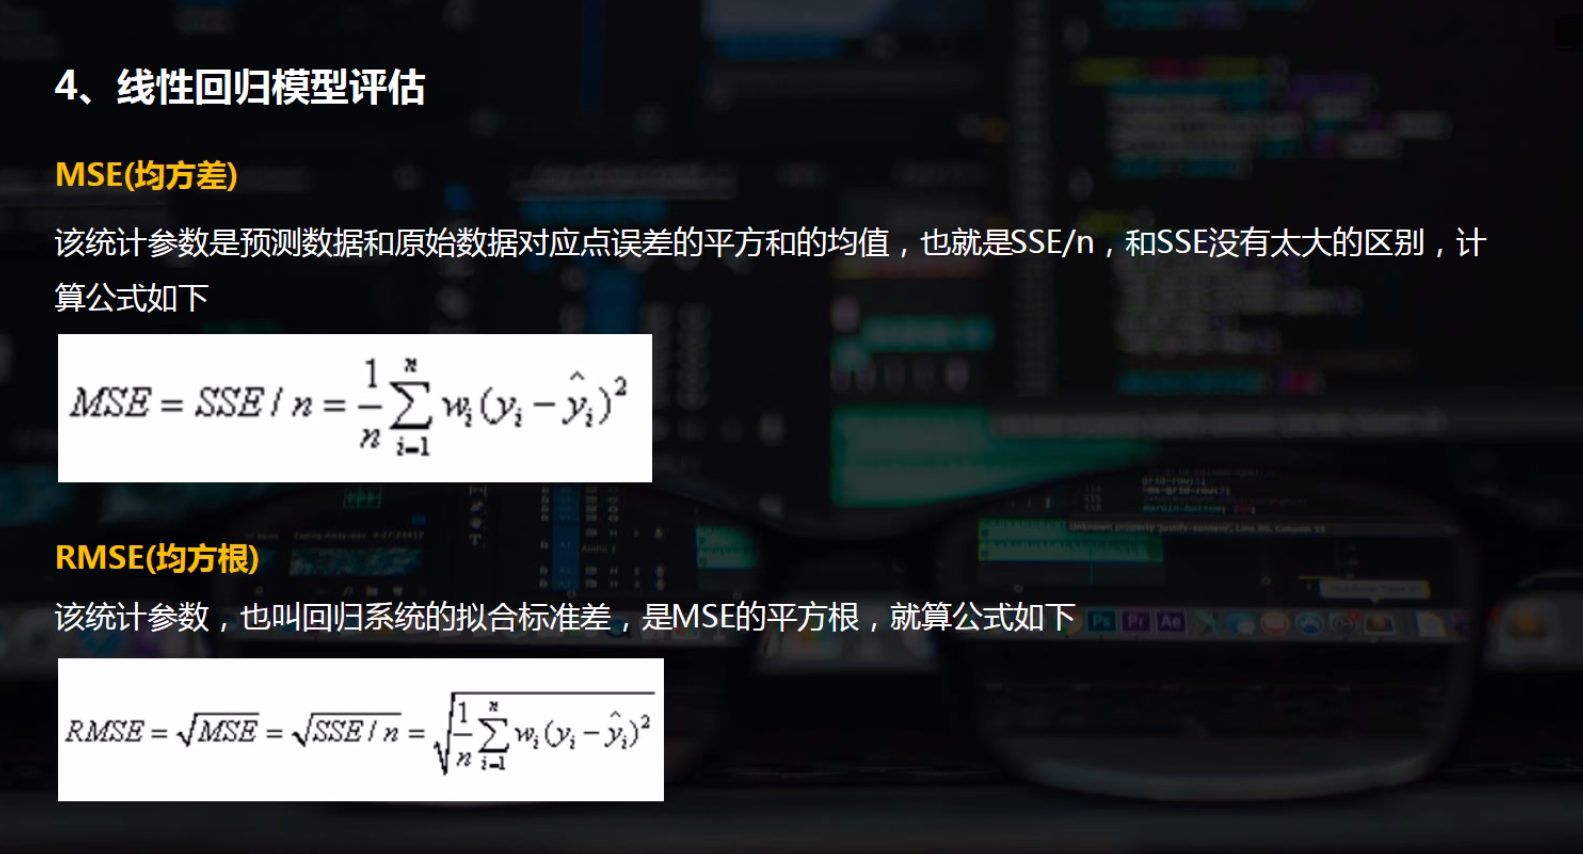 4、线性回归模型评估
MSE(均方差)
该统计参数是预测数据和原始数据对应点误差的平方和的均值，也就是SSE/n，和SSE没有太大的区别，计
算公式如下
MSE = SSE / n = \frac{1}{n} \sum_{i=1}^{n} w_i (y_i - \hat{y}_i)^2
RMSE(均方根)
该统计参数，也叫回归系统的拟合标准差，是MSE的平方根，就算公式如下
RMSE = \sqrt{MSE} = \sqrt{SSE / n} = \sqrt{\frac{1}{n} \sum_{i=1}^{n} w_i (y_i - \hat{y}_i)^2}
Ps Pr Ae